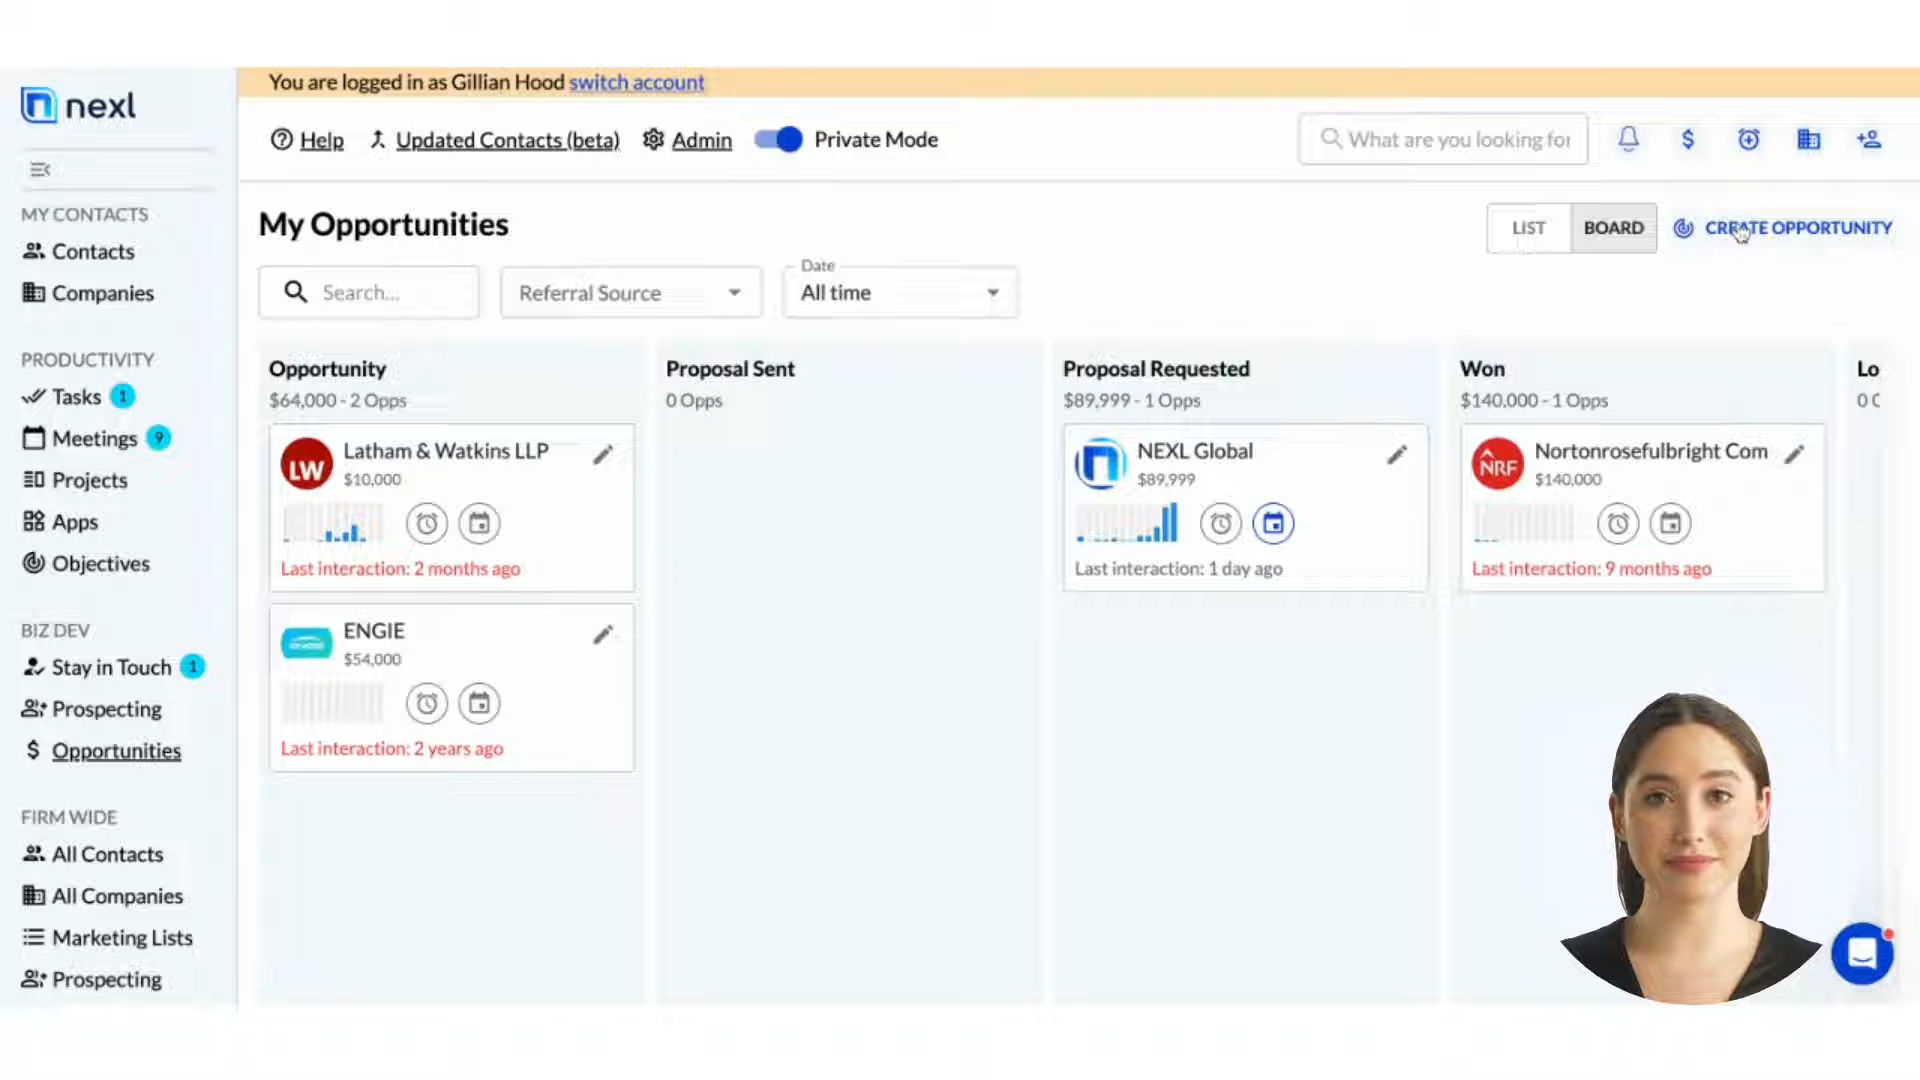 You are logged in as Gillian Hood switch account
nexl
Help
Updated Contacts (beta)
Admin
Private Mode
What are you looking for
MY CONTACTS
Contacts
Companies
PRODUCTIVITY
Tasks 1
Meetings 9
Projects
Apps
Objectives
BIZ DEV
Stay in Touch 1
Prospecting
$ Opportunities
FIRM WIDE
All Contacts
All Companies
Marketing Lists
Prospecting
My Opportunities
LIST
BOARD
CREATE OPPORTUNITY
Search...
Referral Source
Date
All time
Opportunity
$64,000 - 2 Opps
LW
Latham & Watkins LLP
$10,000
Last interaction: 2 months ago
ENGIE
$54,000
Last interaction: 2 years ago
Proposal Sent
0 Opps
Proposal Requested
$89,999 - 1 Opps
NEXL Global
$89,999
Last interaction: 1 day ago
Won
$140,000 - 1 Opps
NRF
Nortonrosefulbright Com
$140,000
Last interaction: 9 months ago
Lo
0